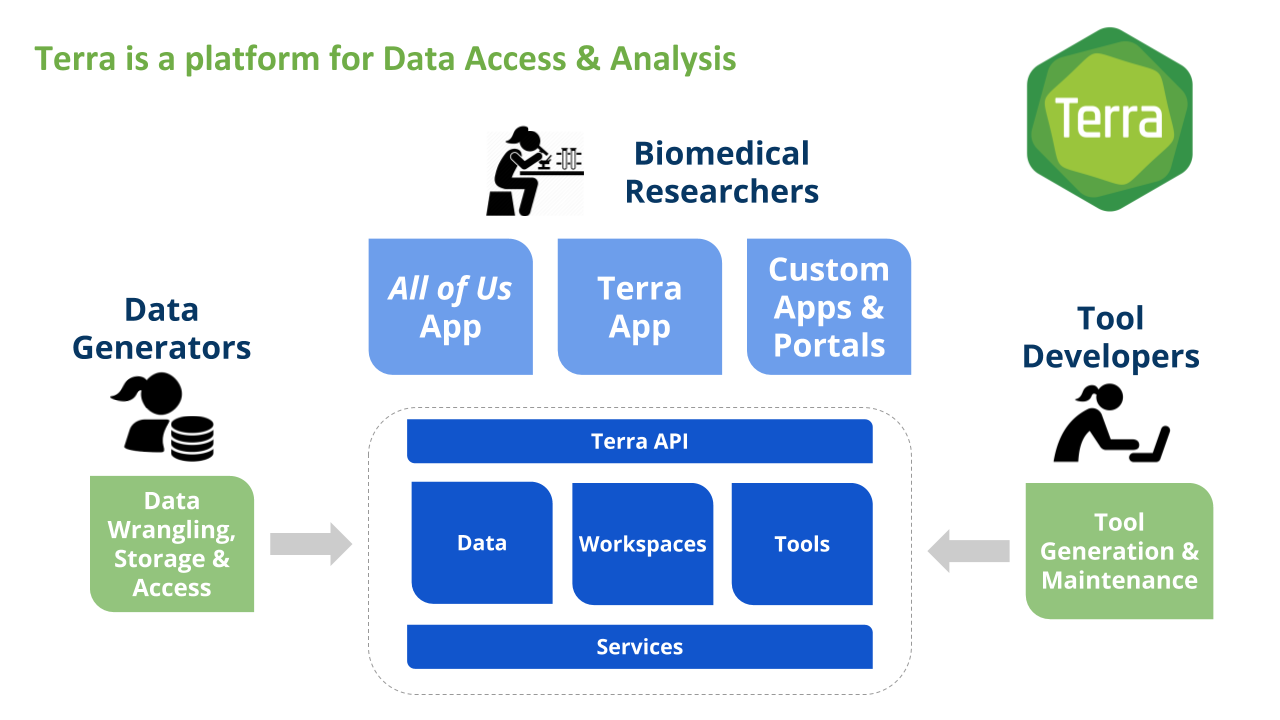 Terra is a platform for Data Access & Analysis
Terra
Biomedical
Researchers
All of Us
App
Terra
App
Custom
Apps &
Portals
Data
Generators
Tool
Developers
Terra API
Data
Wrangling,
Storage &
Access
Data
Workspaces
Tools
Tool
Generation &
Maintenance
Services